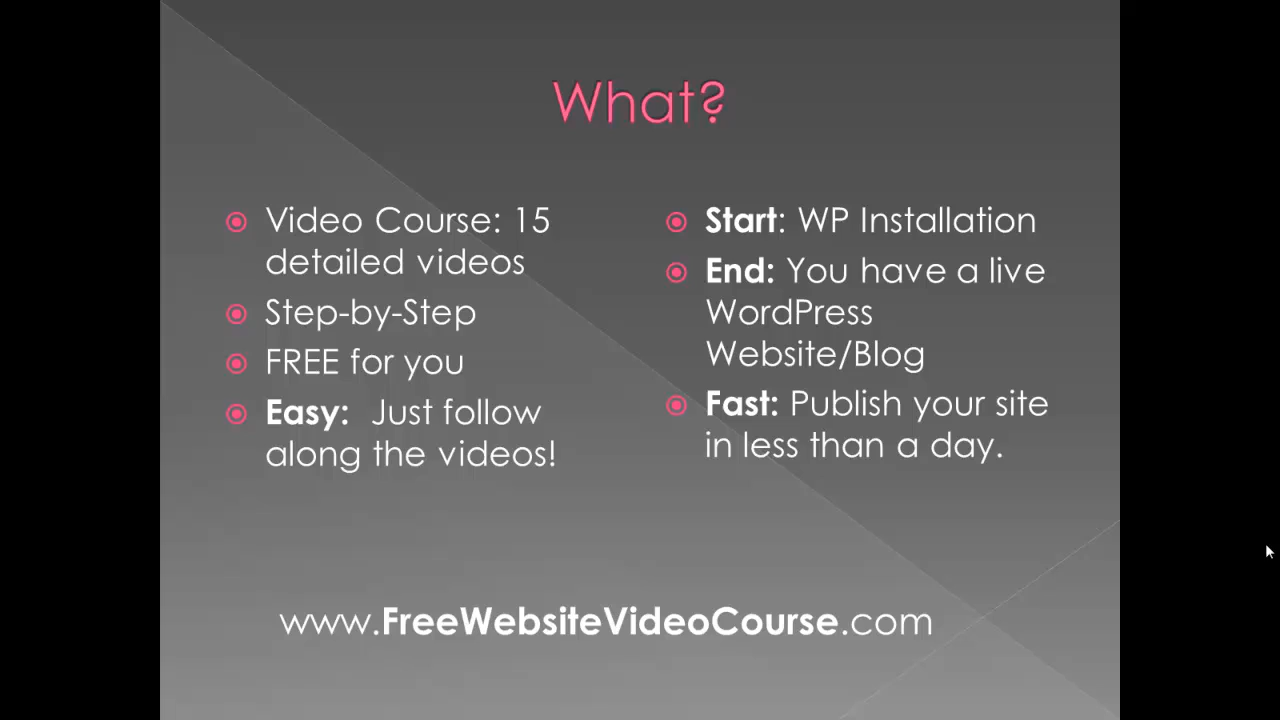 What?
Video Course: 15
detailed videos
Step-by-Step
FREE for you
Easy: Just follow
along the videos!
Start: WP Installation
End: You have a live
WordPress
Website/Blog
Fast: Publish your site
in less than a day.
www.FreeWebsiteVideoCourse.com